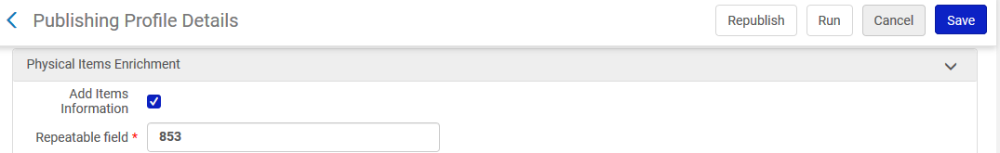 Publishing Profile Details
Republish
Run
Cancel
Save
Physical Items Enrichment
Add Items
Information
Repeatable field *
853